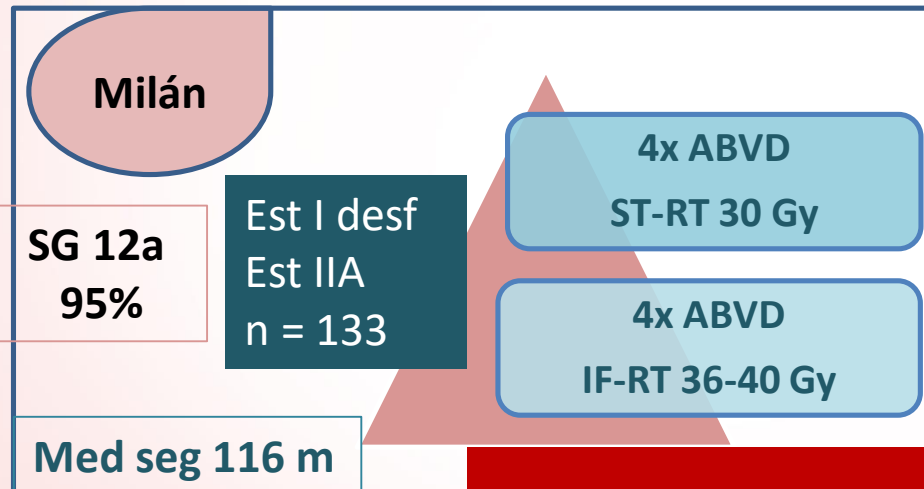 Milán
SG 12a
95%
Est I desf
Est IIA
n = 133
4x ABVD
ST-RT 30 Gy
4x ABVD
IF-RT 36-40 Gy
Med seg 116 m